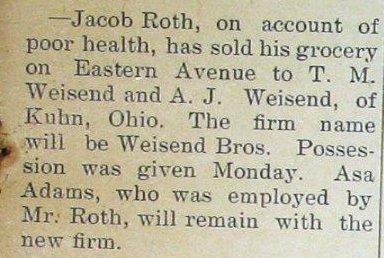 —Jacob Roth, on account of
poor health, has sold his grocery
on Eastern Avenue to T. M.
Weisend and A. J. Weisend, of
Kuhn, Ohio. The firm name
will be Weisend Bros. Posses-
sion was given Monday. Asa
Adams, who was employed by
Mr. Roth, will remain with the
new firm.